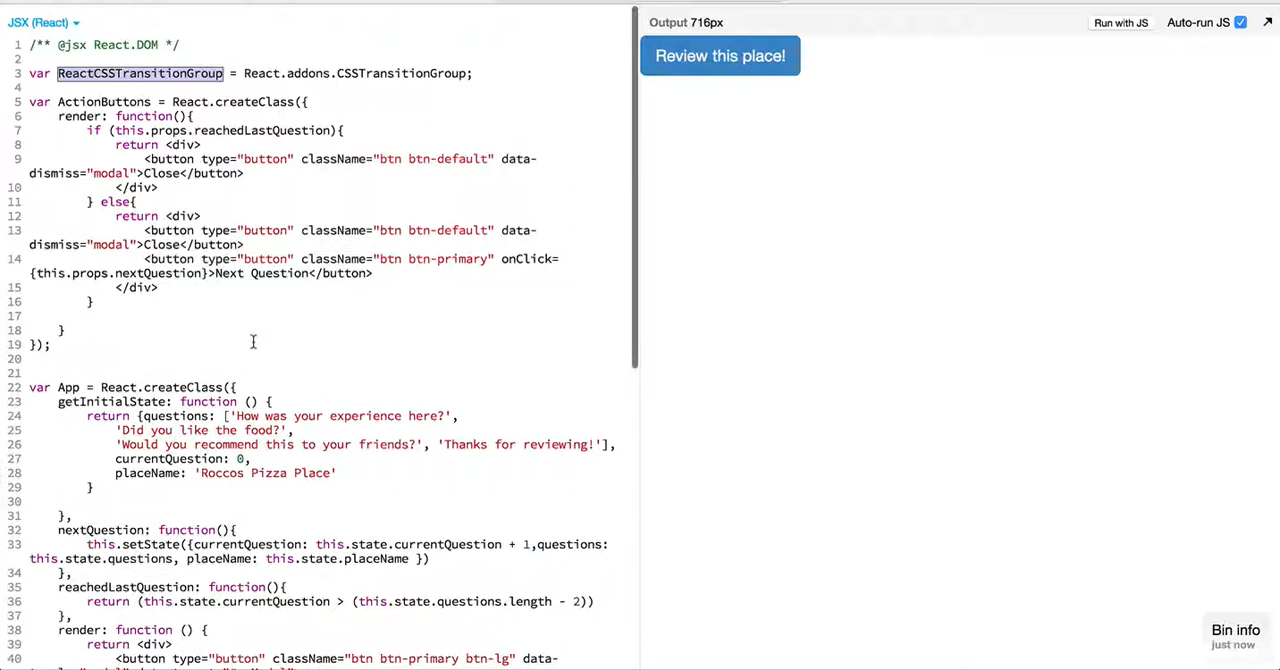 JSX (React)
Output 716px
Run with JS
Auto-run JS
1 /** @jsx React.DOM */
2
3 var ReactCSSTransitionGroup = React.addons.CSSTransitionGroup;
4
5 var ActionButtons = React.createClass({
6 render: function(){
7 if (this.props.reachedLastQuestion){
8 return <div>
9 <button type="button" className="btn btn-default" data-
dismiss="modal">Close</button>
10 </div>
11 } else{
12 return <div>
13 <button type="button" className="btn btn-default" data-
dismiss="modal">Close</button>
14 <button type="button" className="btn btn-primary" onClick=
{this.props.nextQuestion}>Next Question</button>
15 </div>
16 }
17
18 }
19 });
20
21
22 var App = React.createClass({
23 getInitialState: function () {
24 return {questions: ['How was your experience here?',
25 'Did you like the food?',
26 'Would you recommend this to your friends?', 'Thanks for reviewing!'],
27 currentQuestion: 0,
28 placeName: 'Roccos Pizza Place'
29 }
30
31 },
32 nextQuestion: function(){
33 this.setState({currentQuestion: this.state.currentQuestion + 1,questions:
this.state.questions, placeName: this.state.placeName })
34 },
35 reachedLastQuestion: function(){
36 return (this.state.currentQuestion > (this.state.questions.length - 2))
37 },
38 render: function () {
39 return <div>
40 <button type="button" className="btn btn-primary btn-lg" data-
Review this place!
Bin info
just now